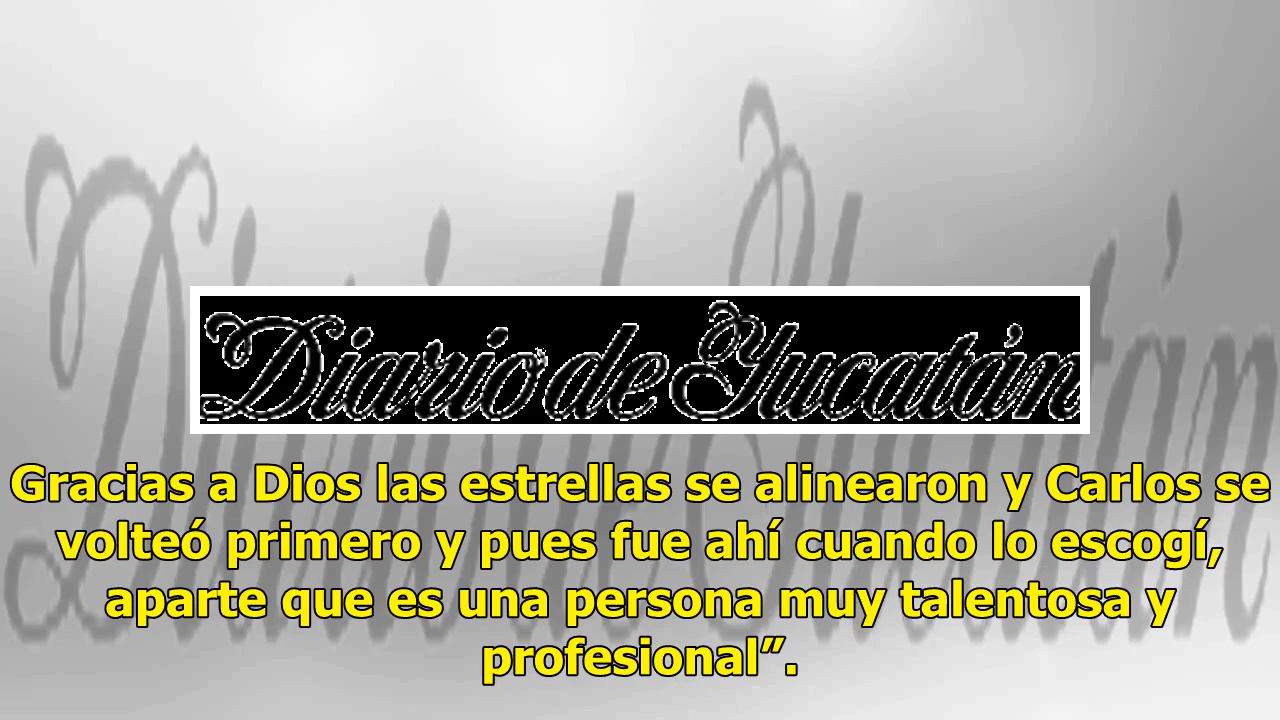 Diario de Yucatán
Gracias a Dios las estrellas se alinearon y Carlos se
volteó primero y pues fue ahí cuando lo escogí,
aparte que es una persona muy talentosa y
profesional”.